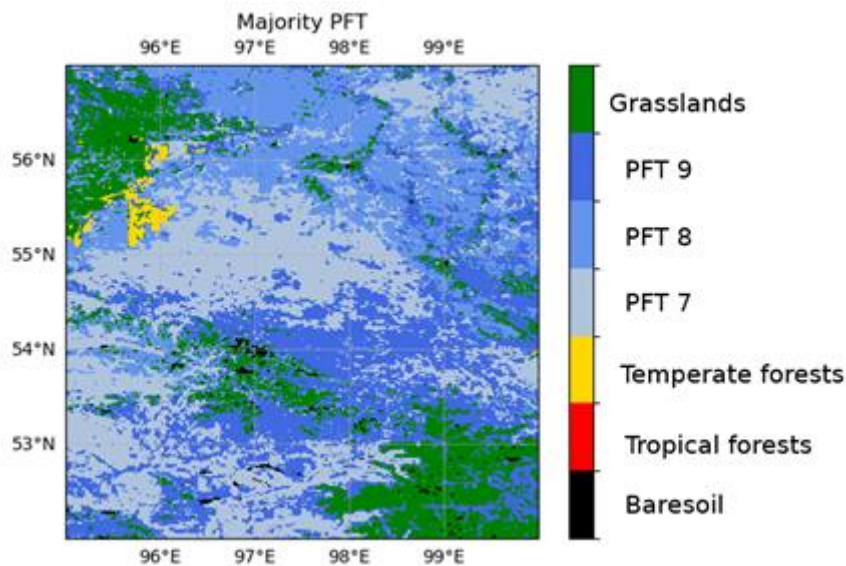 Majority PFT
96°E 97°E 98°E 99°E
56°N
55°N
54°N
53°N
96°E 97°E 98°E 99°E
Grasslands
PFT 9
PFT 8
PFT 7
Temperate forests
Tropical forests
Baresoil